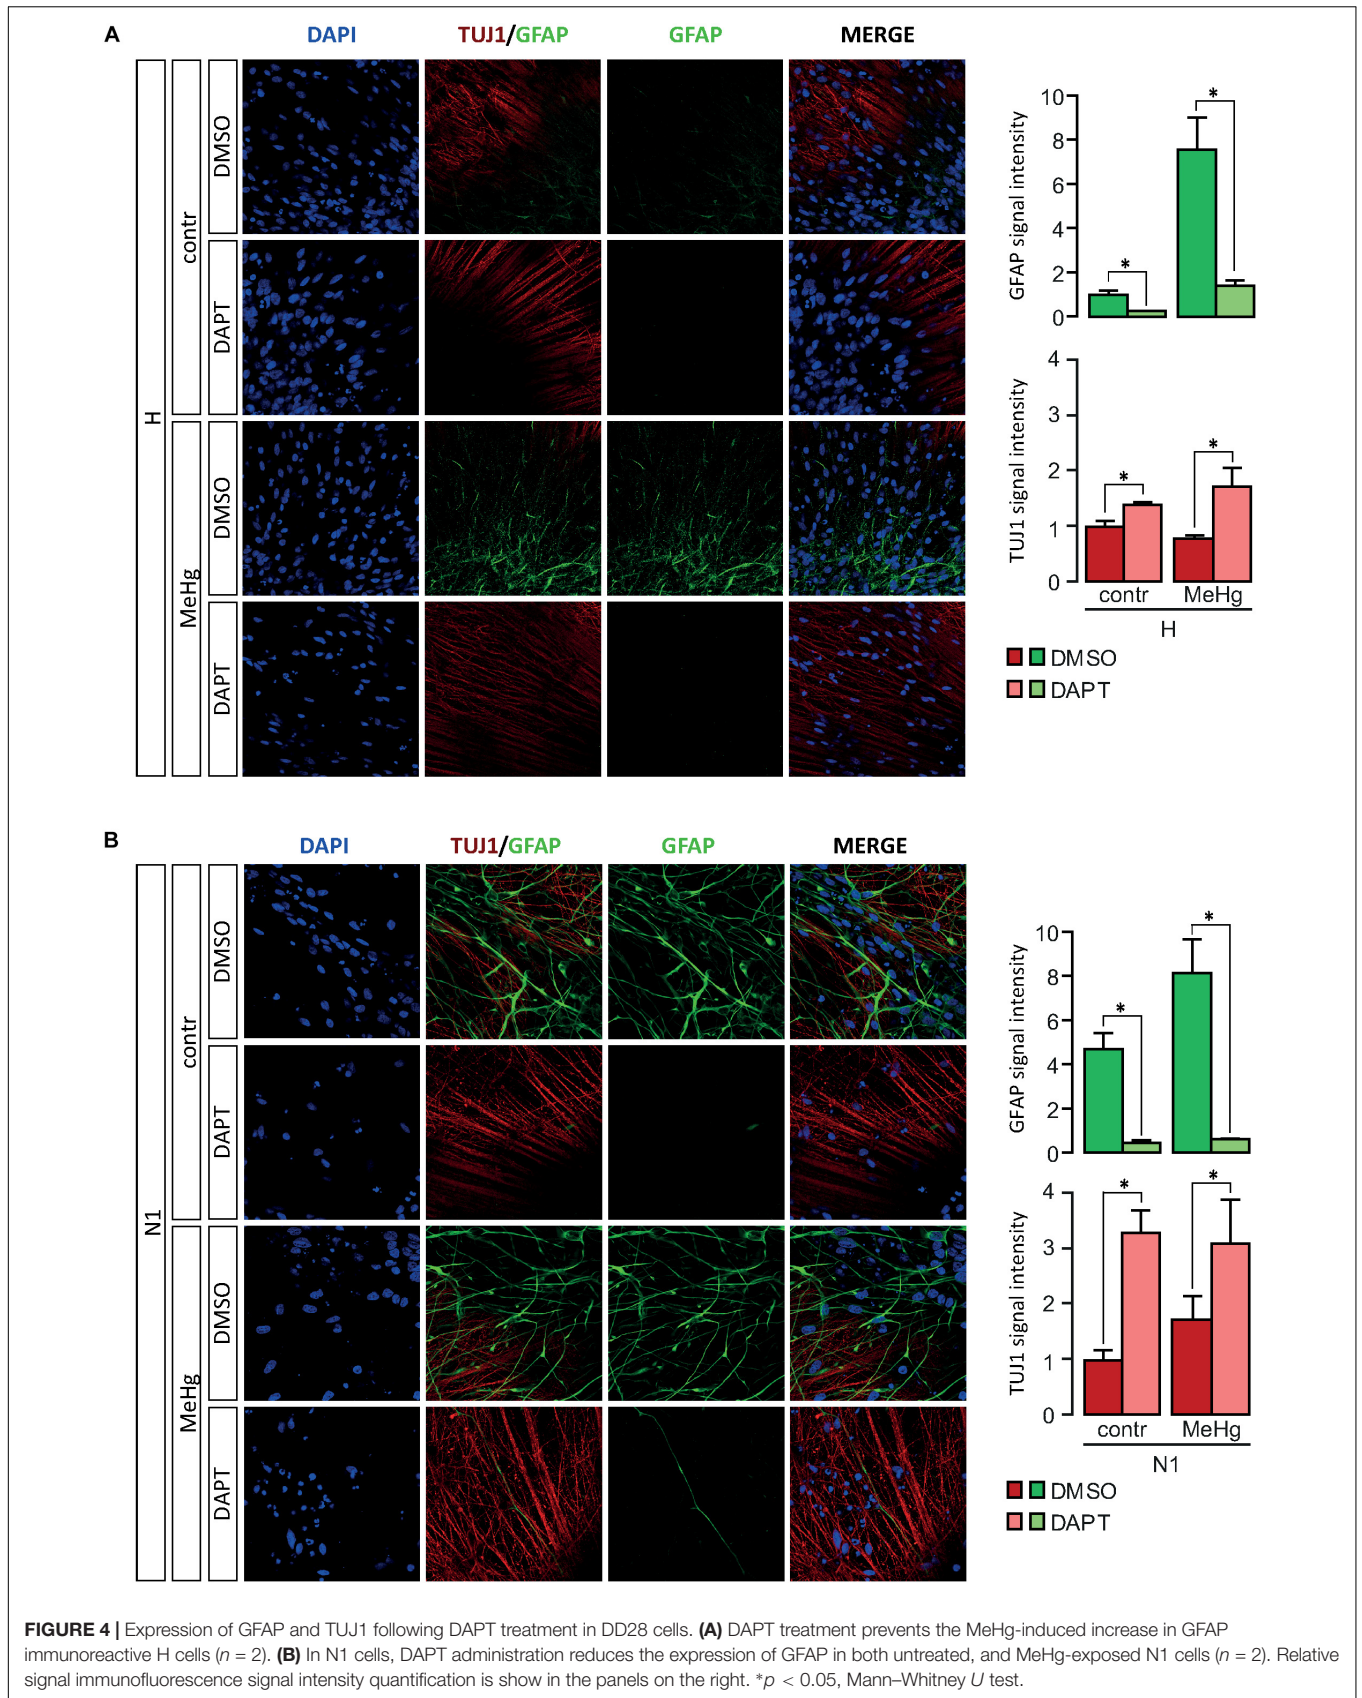 A
DAPI TUJ1/GFAP GFAP MERGE
H
contr
DMSO
DAPT
MeHg
DMSO
DAPT
GFAP signal intensity
10
8
6
4
2
0
*
*
TUJ1 signal intensity
4
3
2
1
0
*
*
contr MeHg
H
DMSO
DAPT
B
DAPI TUJ1/GFAP GFAP MERGE
N1
contr
DMSO
DAPT
MeHg
DMSO
DAPT
GFAP signal intensity
10
8
6
4
2
0
*
*
TUJ1 signal intensity
4
3
2
1
0
*
*
contr MeHg
N1
DMSO
DAPT
FIGURE 4 | Expression of GFAP and TUJ1 following DAPT treatment in DD28 cells. (A) DAPT treatment prevents the MeHg-induced increase in GFAP
immunoreactive H cells (n = 2). (B) In N1 cells, DAPT administration reduces the expression of GFAP in both untreated, and MeHg-exposed N1 cells (n = 2). Relative
signal immunofluorescence signal intensity quantification is show in the panels on the right. *p < 0.05, Mann–Whitney U test.